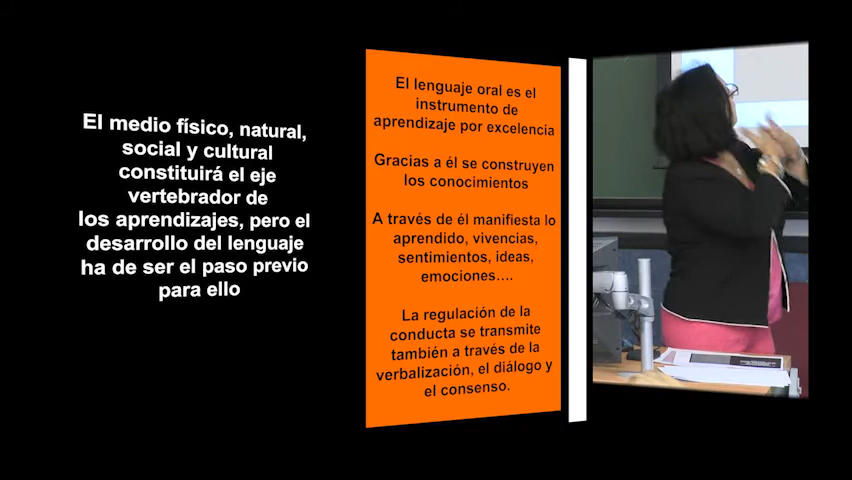 El medio físico, natural,
social y cultural
constituirá el eje
vertebrador de
los aprendizajes, pero el
desarrollo del lenguaje
ha de ser el paso previo
para ello
El lenguaje oral es el
instrumento de
aprendizaje por excelencia
Gracias a él se construyen
los conocimientos
A través de él manifiesta lo
aprendido, vivencias,
sentimientos, ideas,
emociones….
La regulación de la
conducta se transmite
también a través de la
verbalización, el diálogo y
el consenso.